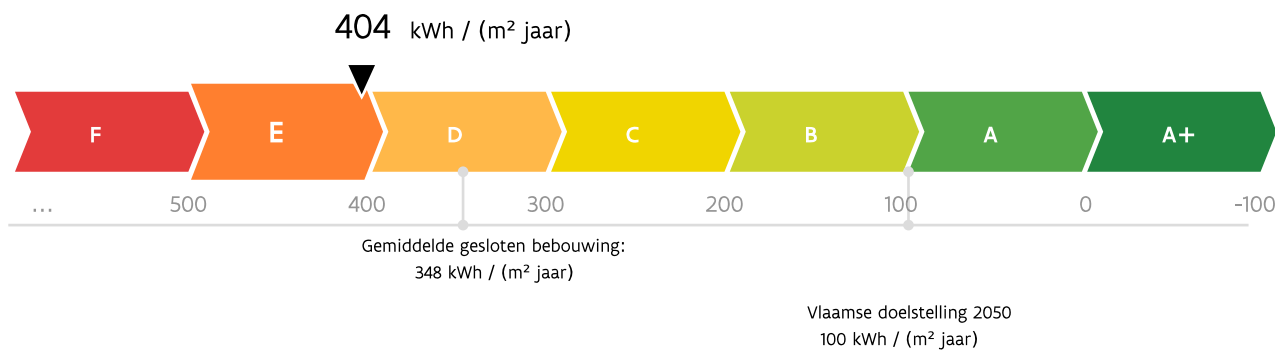 404 kWh / (m² jaar)
F E D C B A A+
... 500 400 300 200 100 0 -100
Gemiddelde gesloten bebouwing:
348 kWh / (m² jaar)
Vlaamse doelstelling 2050
100 kWh / (m² jaar)